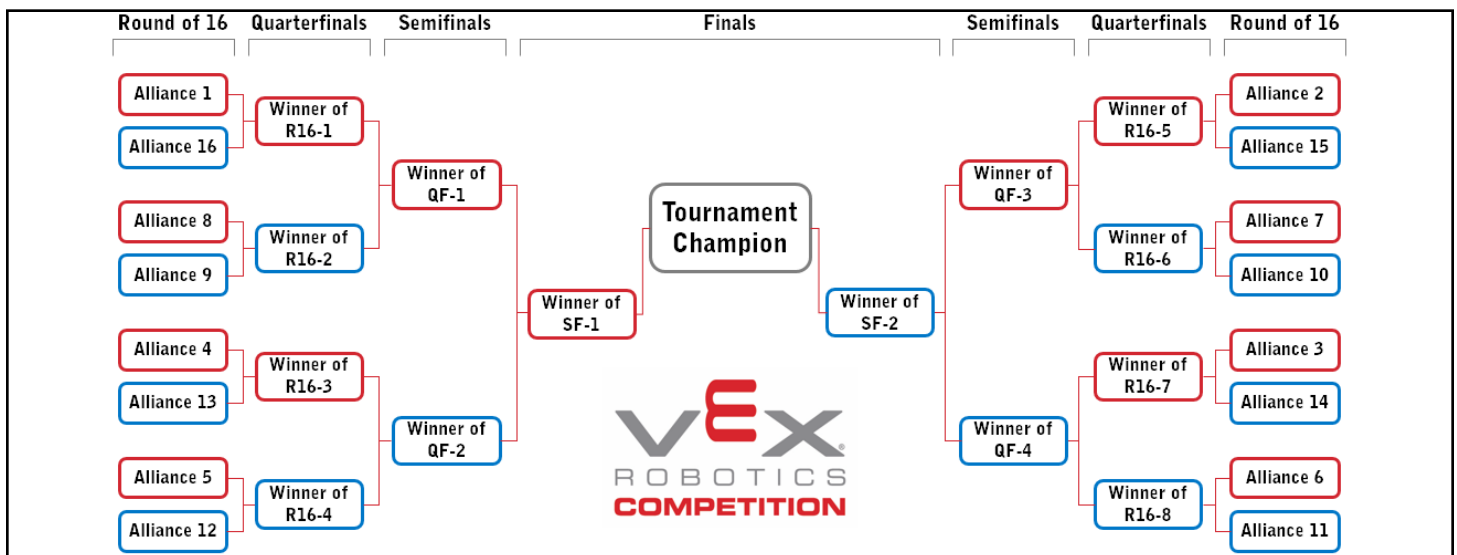 Round of 16
Quarterfinals
Semifinals
Finals
Semifinals
Quarterfinals
Round of 16
Alliance 1
Alliance 16
Alliance 8
Alliance 9
Alliance 4
Alliance 13
Alliance 5
Alliance 12
Winner of
R16-1
Winner of
R16-2
Winner of
R16-3
Winner of
R16-4
Winner of
QF-1
Winner of
QF-2
Winner of
SF-1
Tournament
Champion
Winner of
SF-2
VEX®
ROBOTICS
COMPETITION
Winner of
QF-3
Winner of
QF-4
Winner of
R16-5
Winner of
R16-6
Winner of
R16-7
Winner of
R16-8
Alliance 2
Alliance 15
Alliance 7
Alliance 10
Alliance 3
Alliance 14
Alliance 6
Alliance 11